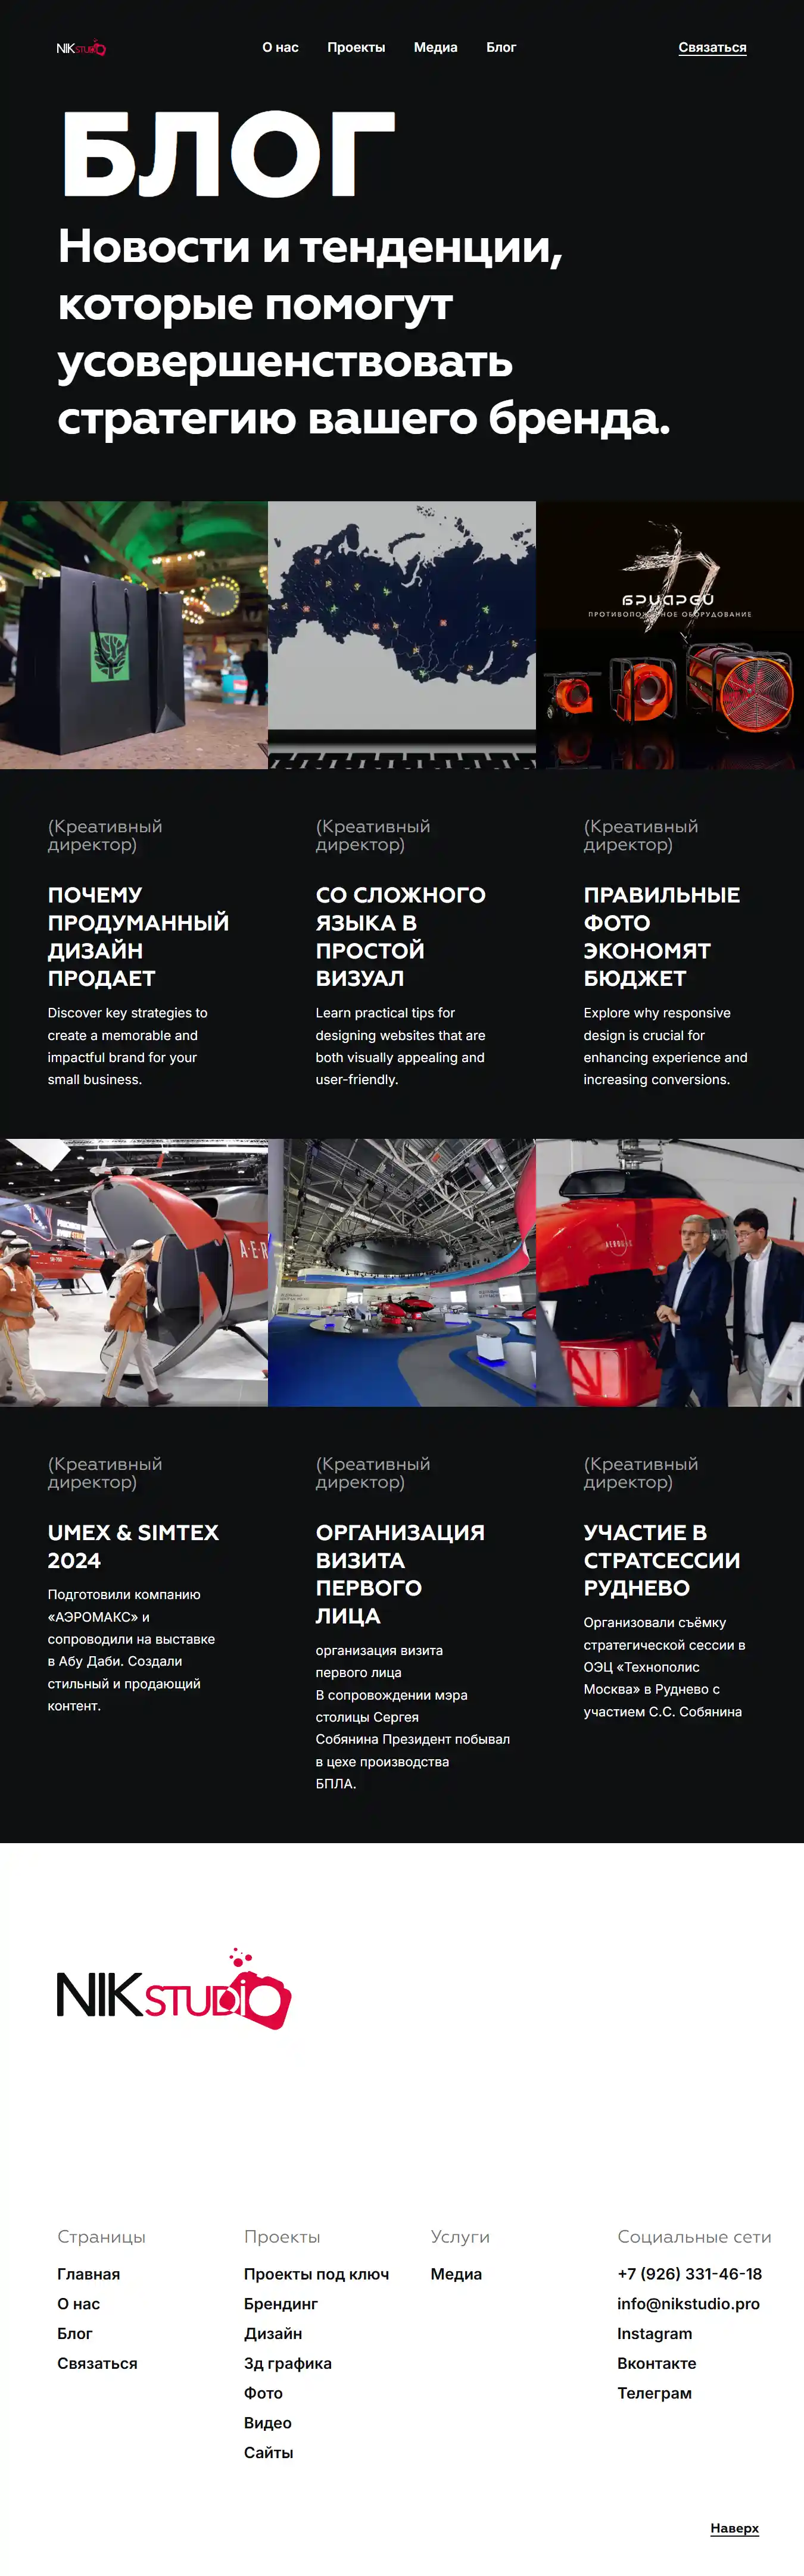 NIKSTUDIO
О нас Проекты Медиа Блог Связаться
БЛОГ
Новости и тенденции,
которые помогут
усовершенствовать
стратегию вашего бренда.
БРИАРЕЙ
ПРОТИВОПОЖАРНОЕ ОБОРУДОВАНИЕ
(Креативный
директор)
ПОЧЕМУ
ПРОДУМАННЫЙ
ДИЗАЙН
ПРОДАЕТ
Discover key strategies to
create a memorable and
impactful brand for your
small business.
(Креативный
директор)
СО СЛОЖНОГО
ЯЗЫКА В
ПРОСТОЙ
ВИЗУАЛ
Learn practical tips for
designing websites that are
both visually appealing and
user-friendly.
(Креативный
директор)
ПРАВИЛЬНЫЕ
ФОТО
ЭКОНОМЯТ
БЮДЖЕТ
Explore why responsive
design is crucial for
enhancing experience and
increasing conversions.
(Креативный
директор)
UMEX & SIMTEX
2024
Подготовили компанию
«АЭРОМАКС» и
сопроводили на выставке
в Абу Даби. Создали
стильный и продающий
контент.
(Креативный
директор)
ОРГАНИЗАЦИЯ
ВИЗИТА
ПЕРВОГО
ЛИЦА
организация визита
первого лица
В сопровождении мэра
столицы Сергея
Собянина Президент побывал
в цехе производства
БПЛА.
(Креативный
директор)
УЧАСТИЕ В
СТРАТСЕССИИ
РУДНЕВО
Организовали съёмку
стратегической сессии в
ОЭЦ «Технополис
Москва» в Руднево с
участием С.С. Собянина
NIKSTUDIO
Страницы
Главная
О нас
Блог
Связаться
Проекты
Проекты под ключ
Брендинг
Дизайн
3д графика
Фото
Видео
Сайты
Услуги
Медиа
Социальные сети
+7 (926) 331-46-18
info@nikstudio.pro
Instagram
Вконтакте
Телеграм
Наверх